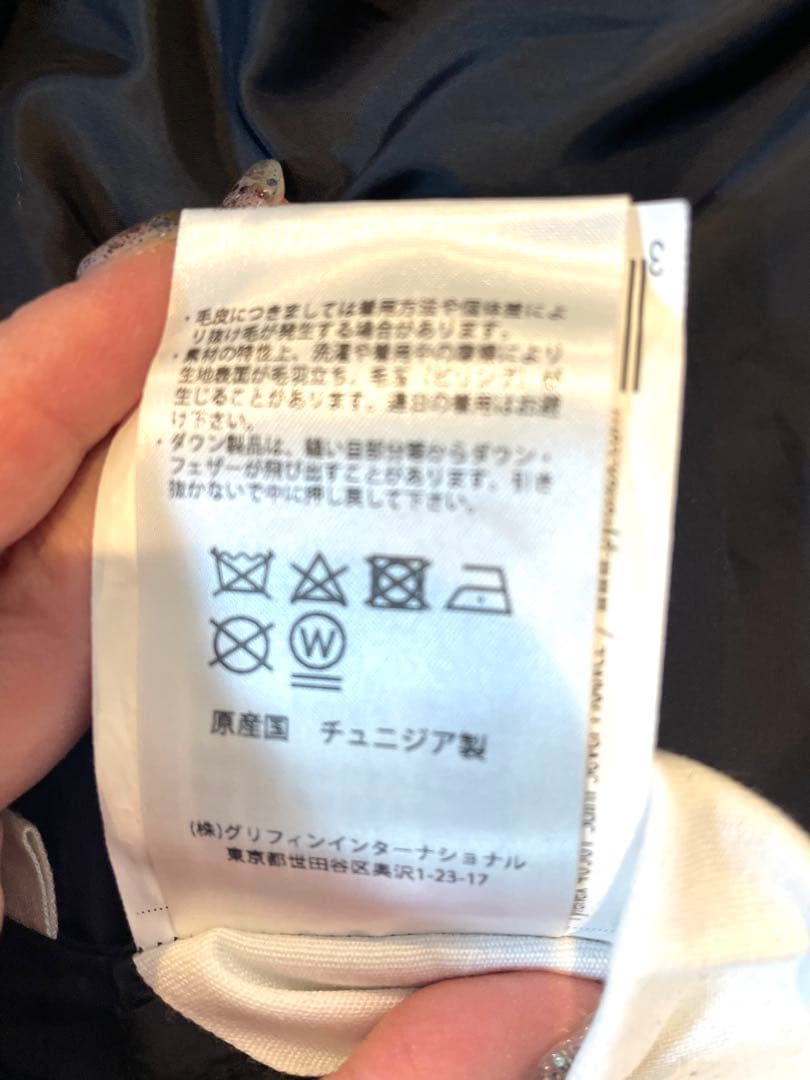 3
・毛皮につきましては着用方法や個体差によ
り抜け毛が発生する場合があります。
・素材の特性上、洗濯や着用中の摩擦により
生地表面が毛羽立ち、毛玉（ピリング）が
生じることがあります。連日の着用はお避
け下さい。
・ダウン製品は、縫い目部分等からダウン・
フェザーが飛び出すことがあります。引き
抜かないで中に押し戻して下さい。
W
原産国　チュニジア製
(株)グリフィンインターナショナル
東京都世田谷区奥沢1-23-17